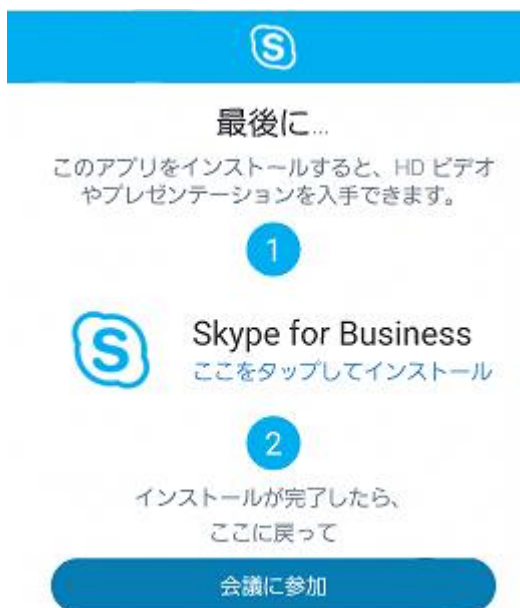 最後に...
このアプリをインストールすると、HD ビデオ
やプレゼンテーションを入手できます。
1
Skype for Business
ここをタップしてインストール
2
インストールが完了したら、
ここに戻って
会議に参加